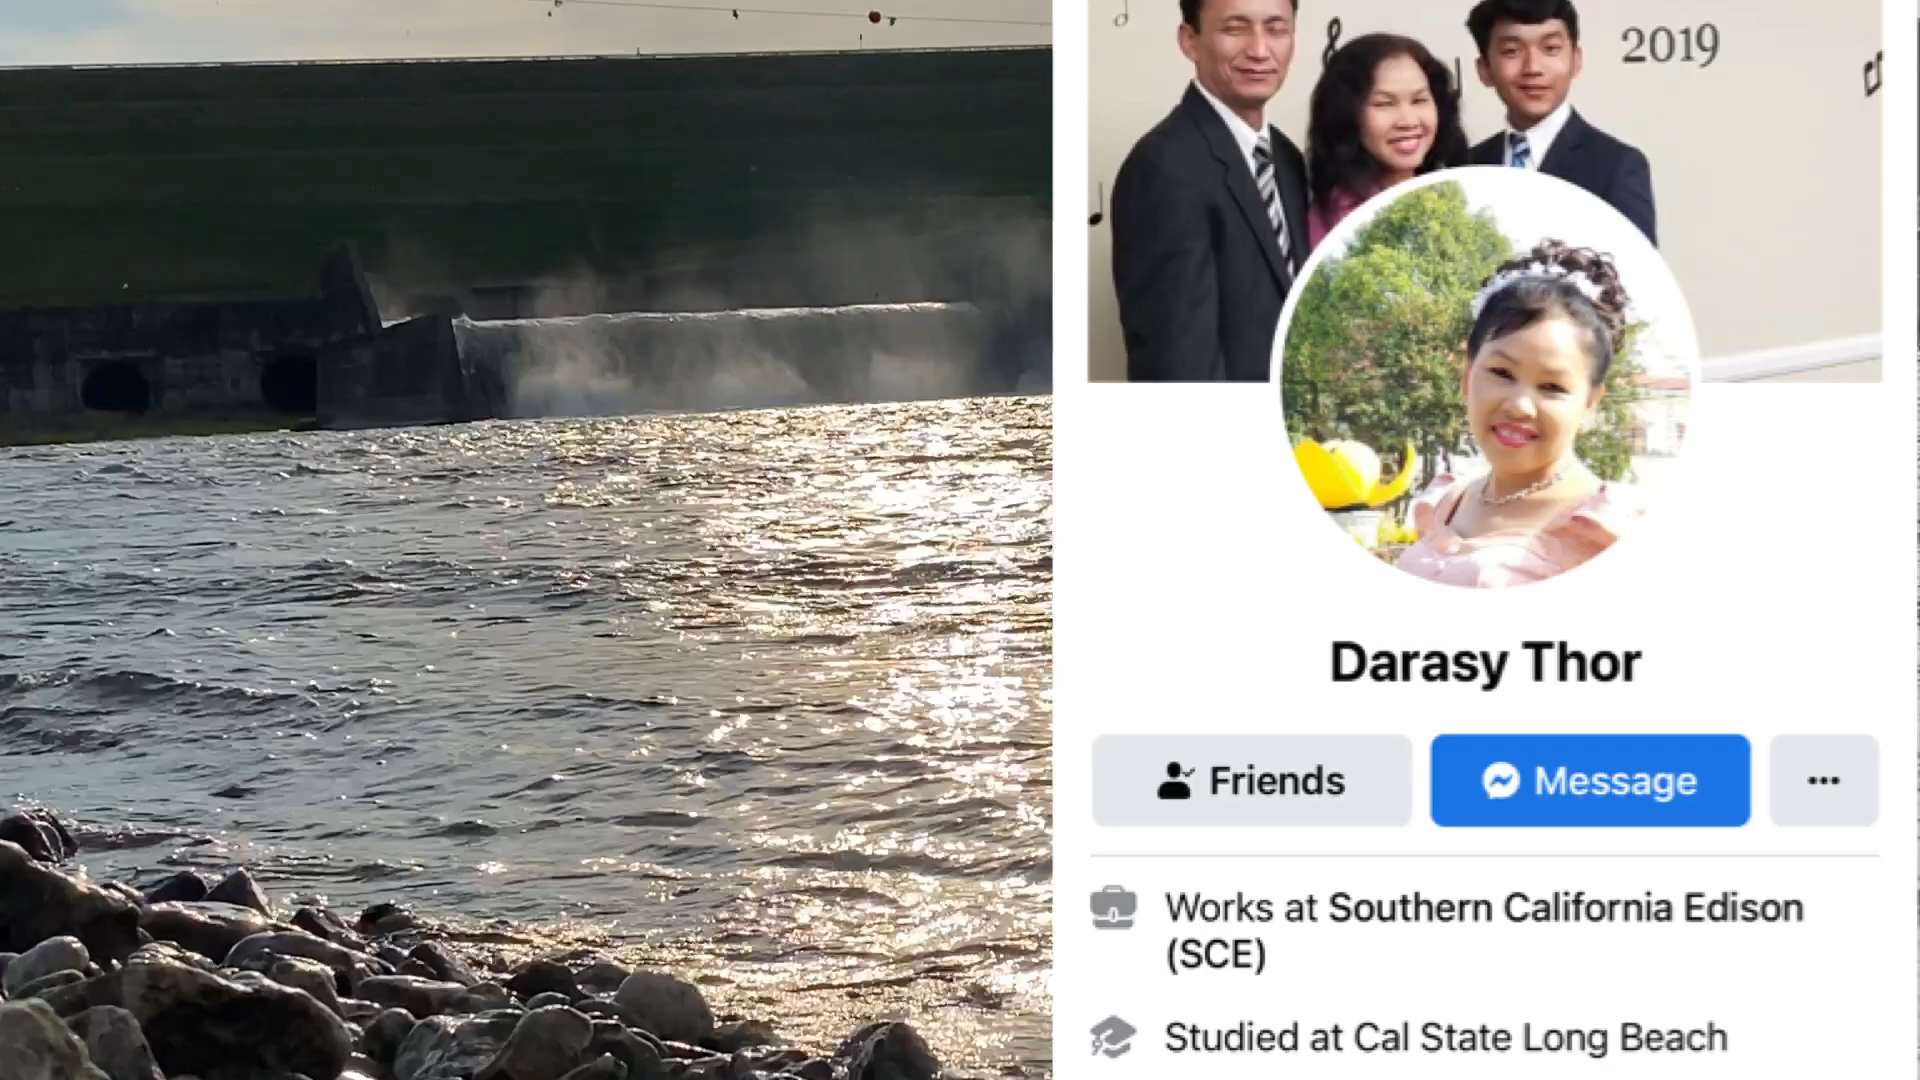 2019
Darasy Thor
Friends
Message
Works at Southern California Edison
(SCE)
Studied at Cal State Long Beach